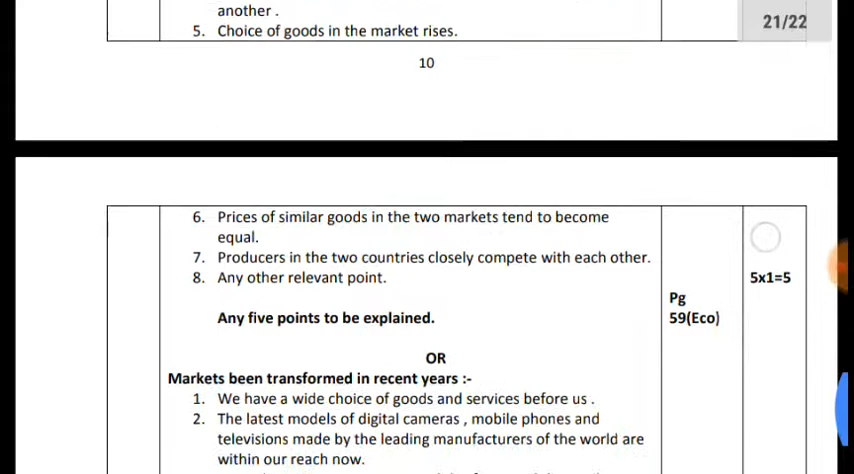 another .
5. Choice of goods in the market rises.
21/22
10
6. Prices of similar goods in the two markets tend to become
equal.
7. Producers in the two countries closely compete with each other.
8. Any other relevant point.
5x1=5
Pg
Any five points to be explained.
59(Eco)
OR
Markets been transformed in recent years :-
1. We have a wide choice of goods and services before us .
2. The latest models of digital cameras , mobile phones and
televisions made by the leading manufacturers of the world are
within our reach now.